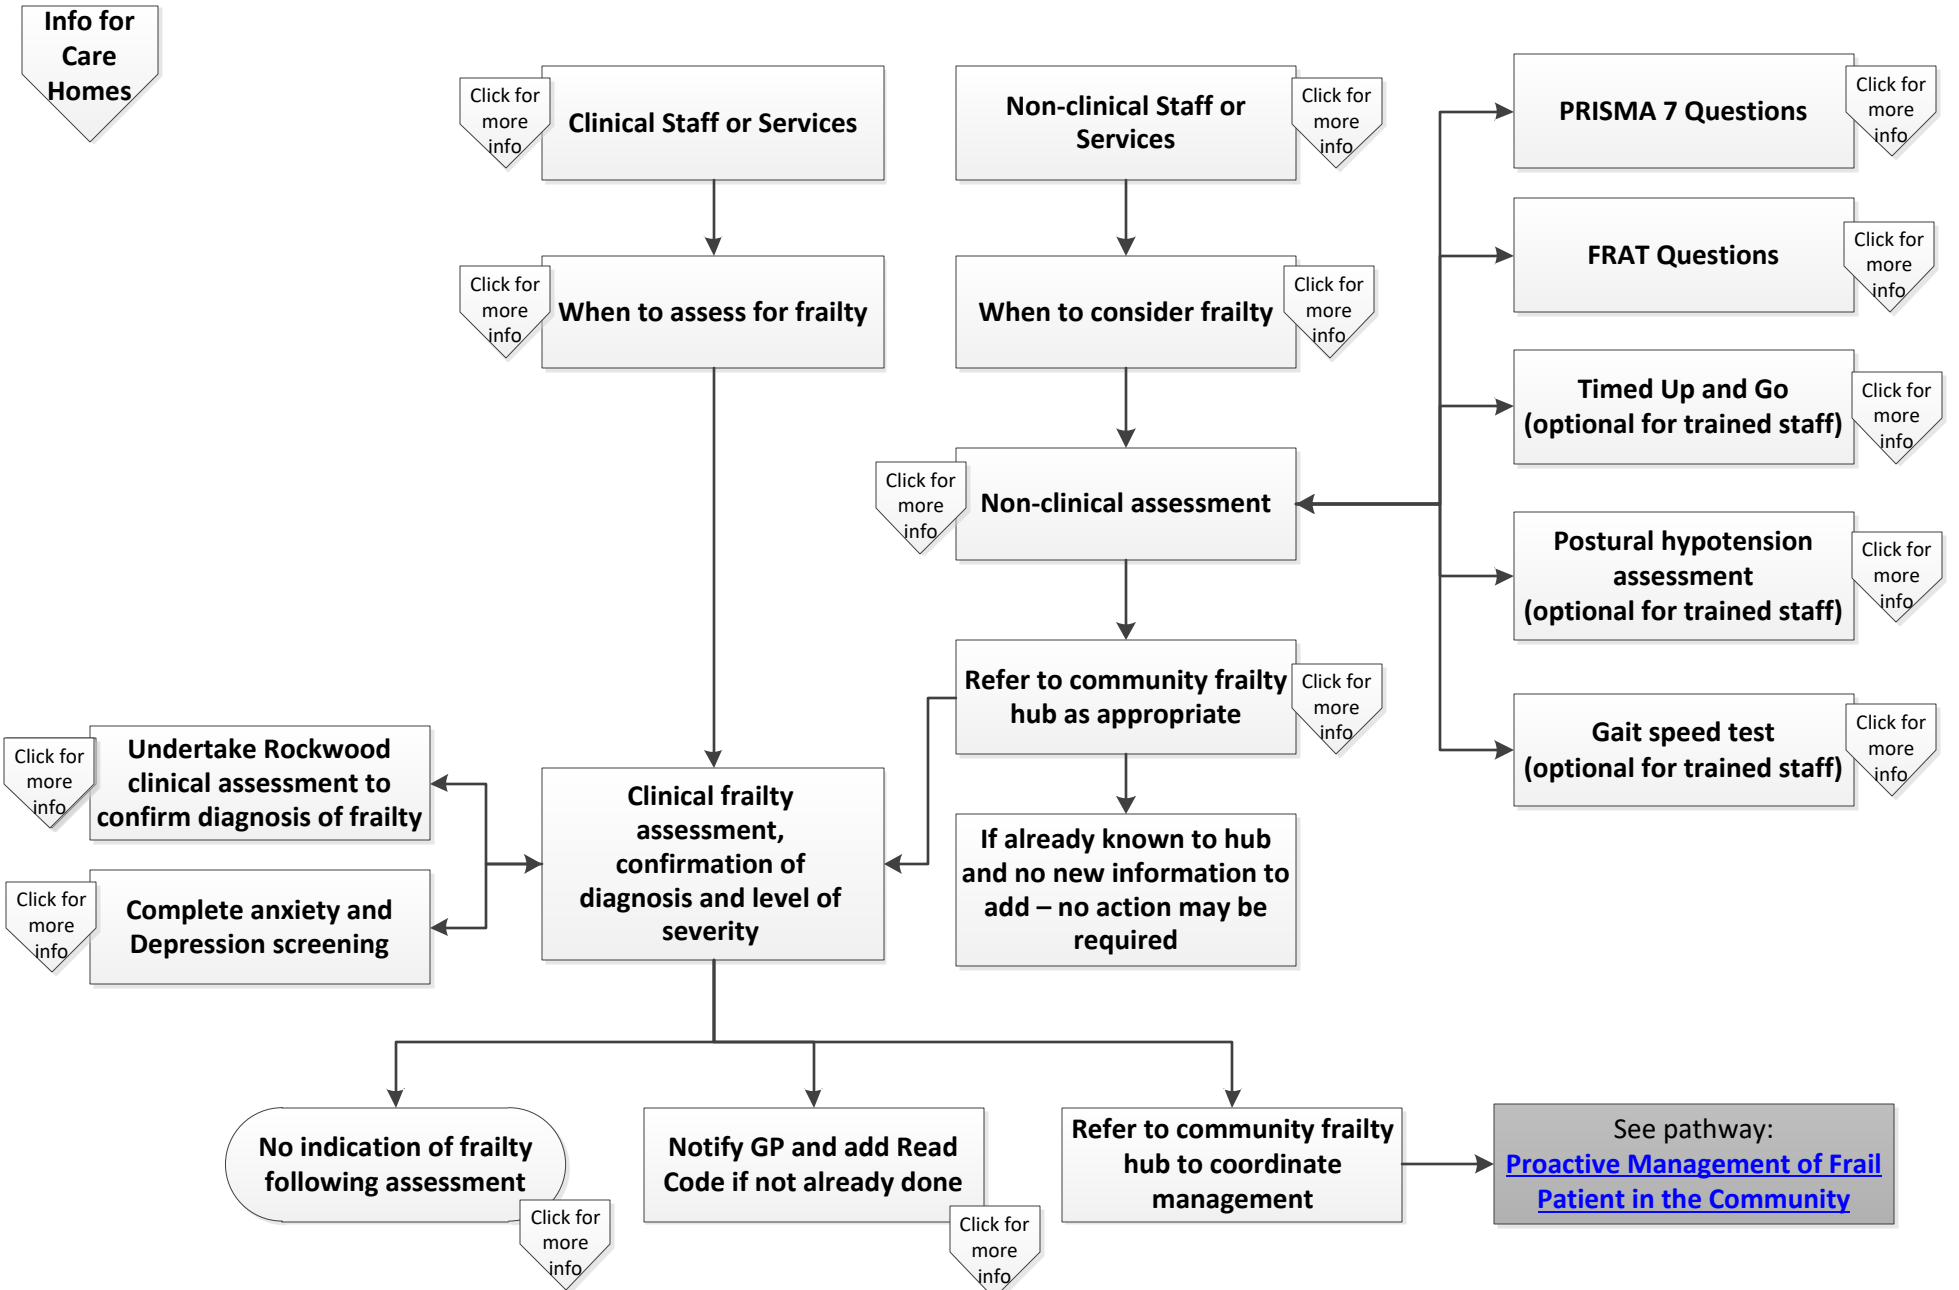 Info for
Care
Homes
Click for
more
info
Clinical Staff or Services
Non-clinical Staff or
Services
Click for
more
info
PRISMA 7 Questions
Click for
more
info
FRAT Questions
Click for
more
info
Click for
more
info
When to assess for frailty
When to consider frailty
Click for
more
info
Timed Up and Go
(optional for trained staff)
Click for
more
info
Click for
more
info
Non-clinical assessment
Postural hypotension
assessment
(optional for trained staff)
Click for
more
info
Refer to community frailty
hub as appropriate
Click for
more
info
Gait speed test
(optional for trained staff)
Click for
more
info
Click for
more
info
Undertake Rockwood
clinical assessment to
confirm diagnosis of frailty
Clinical frailty
assessment,
confirmation of
diagnosis and level of
severity
If already known to hub
and no new information to
add – no action may be
required
Click for
more
info
Complete anxiety and
Depression screening
No indication of frailty
following assessment
Click for
more
info
Notify GP and add Read
Code if not already done
Click for
more
info
Refer to community frailty
hub to coordinate
management
See pathway:
Proactive Management of Frail
Patient in the Community